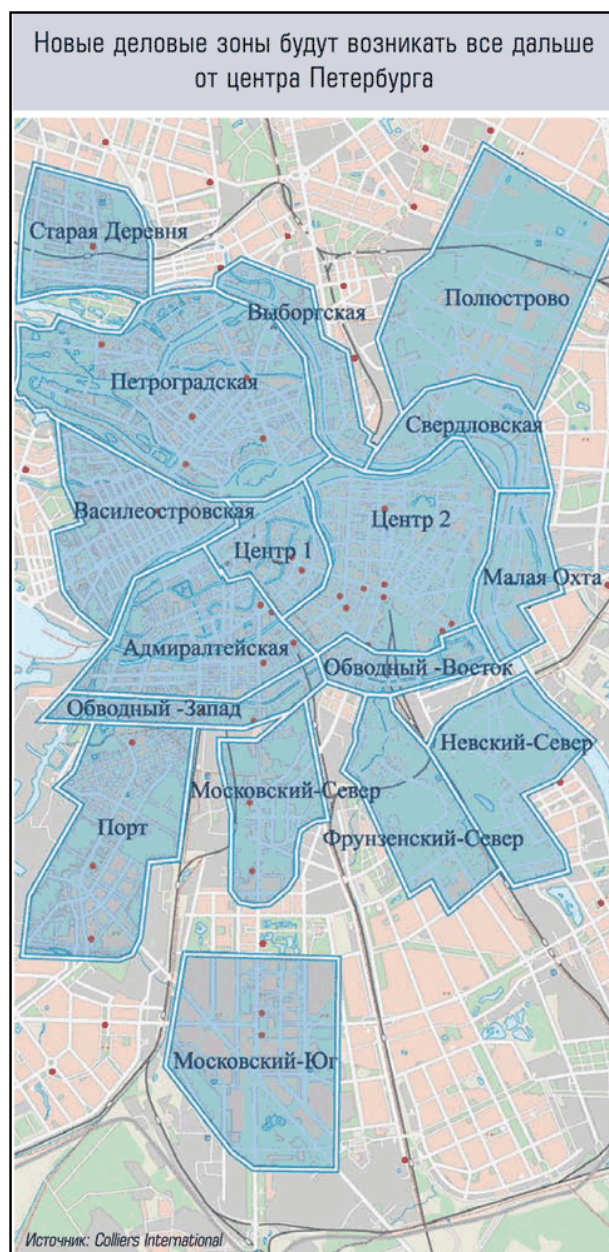 Новые деловые зоны будут возникать все дальше
от центра Петербурга
Старая Деревня
Полюстрово
Выборгская
Петроградская
Свердловская
Василеостровская
Центр 2
Центр 1
Малая Охта
Адмиралтейская
Обводный -Восток
Обводный -Запад
Невский-Север
Московский-Север
Порт
Фрунзенский-Север
Московский-Юг
Источник: Colliers International